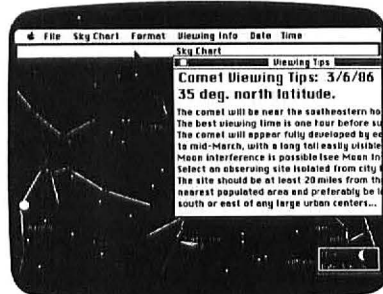 File Sky Chart Format Viewing Info Date Time
Sky Chart
Viewing Tips
Comet Viewing Tips: 3/6/86
35 deg. north latitude.
The comet will be near the southeastern ho
The best viewing time is one hour before su
The comet will appear fully developed by ea
to mid-March, with a long tail easily visible
Moon interference is possible (see Moon In
Select an observing site isolated from city l
The site should be at least 20 miles from th
nearest populated area and preferably be l
south or east of any large urban centers...